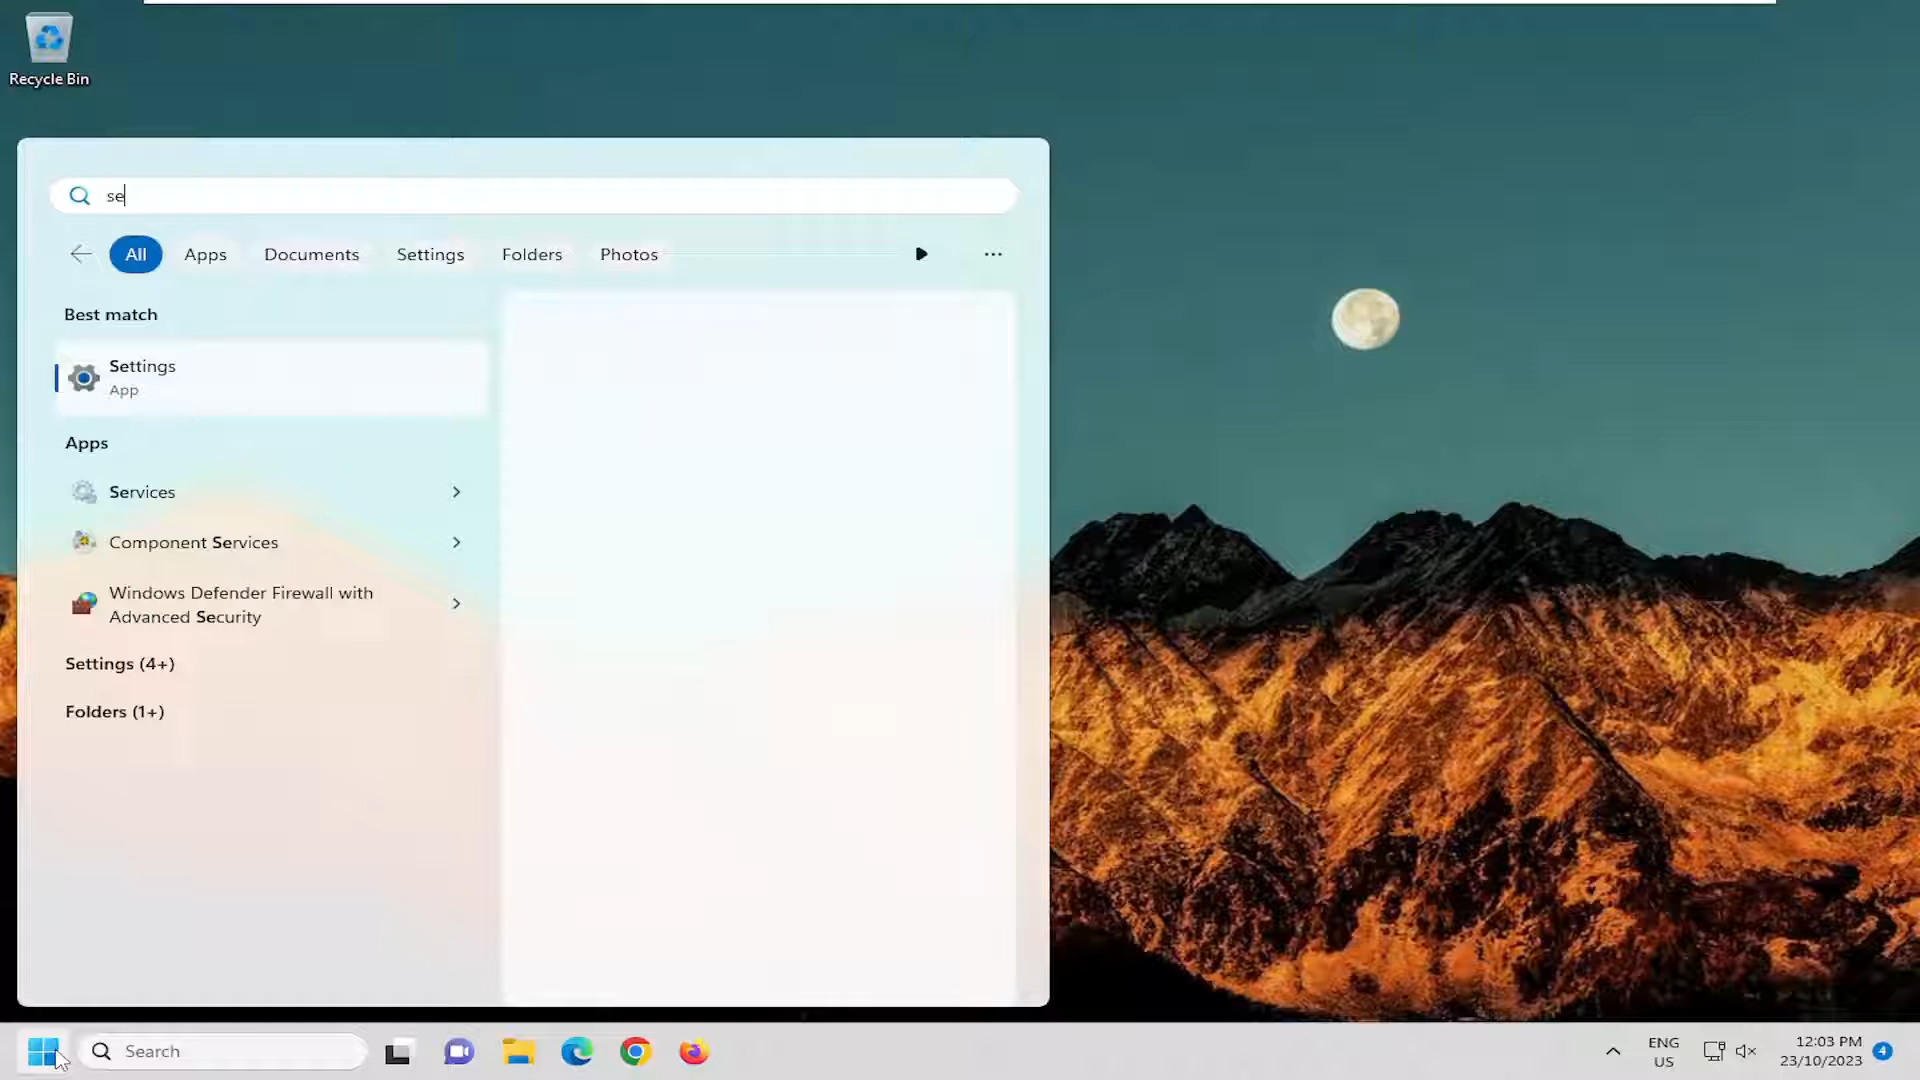 Recycle Bin
se
All Apps Documents Settings Folders Photos
Best match
Settings
App
Apps
Services
Component Services
Windows Defender Firewall with
Advanced Security
Settings (4+)
Folders (1+)
Search
ENG
US
12:03 PM
23/10/2023
4